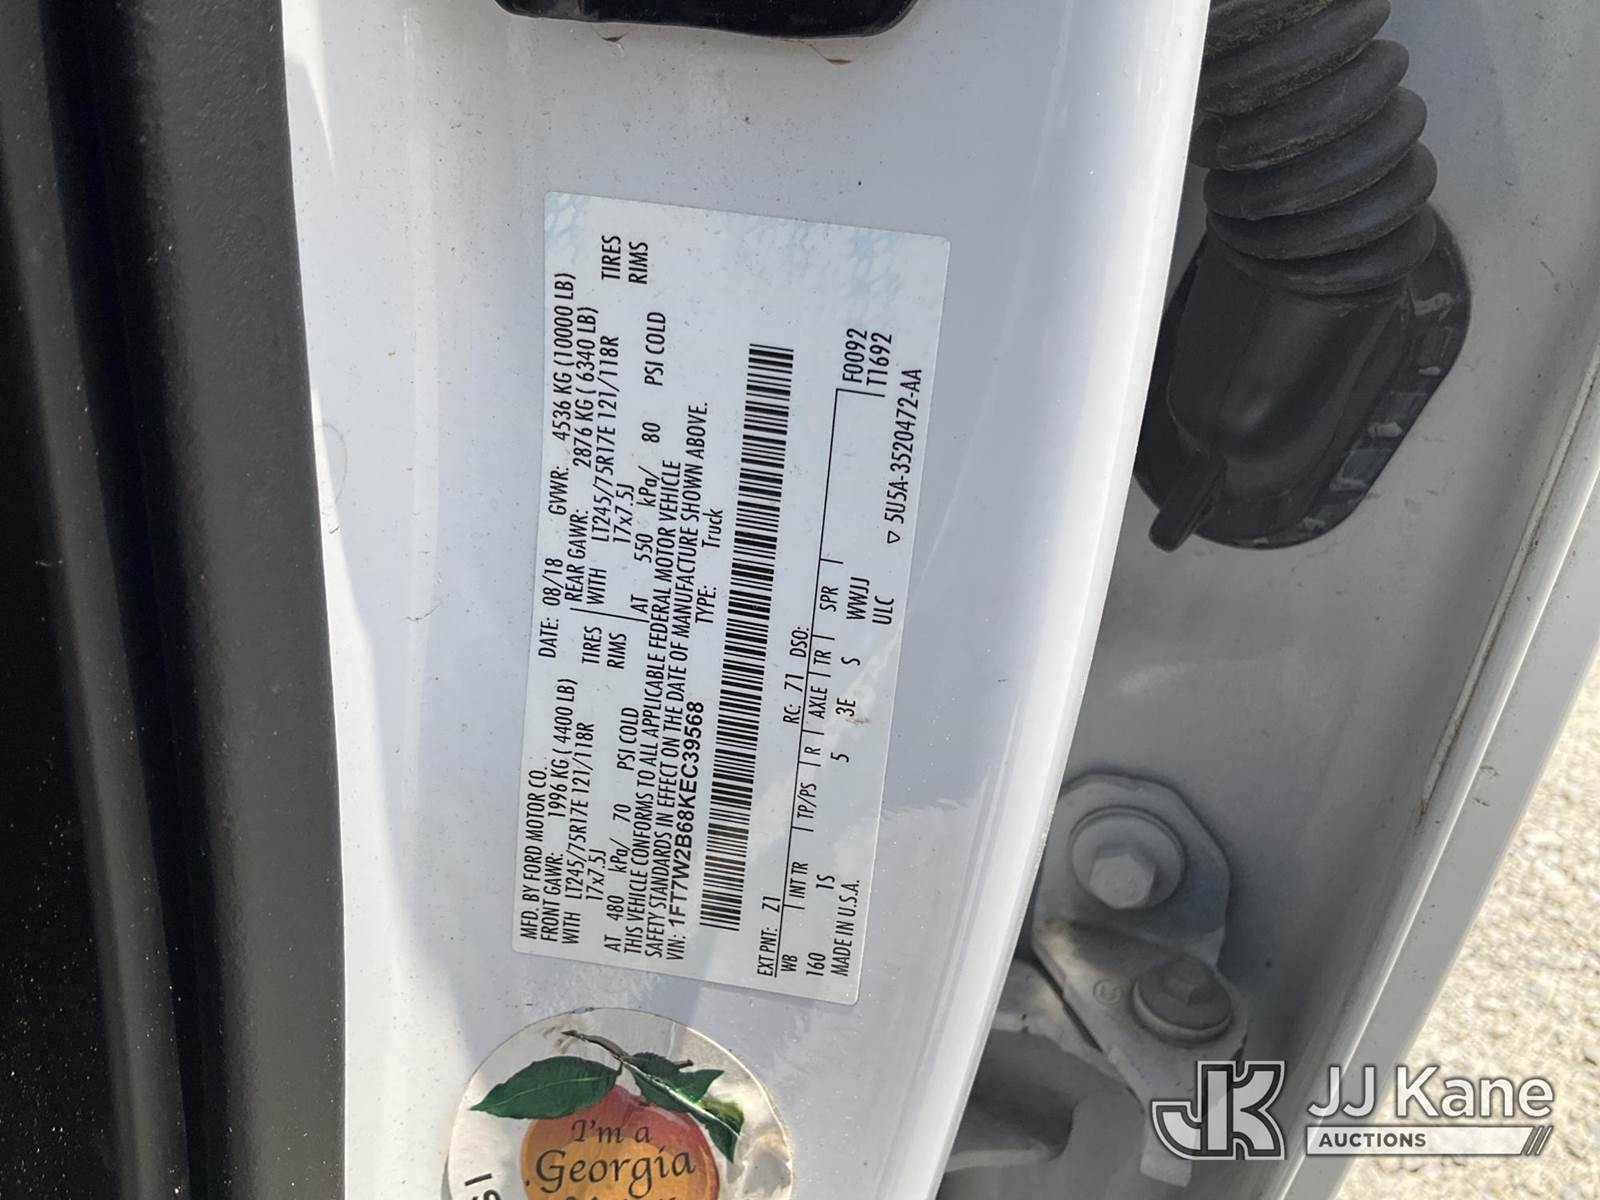 MFD. BY FORD MOTOR CO.
DATE: 08/18 GVWR: 4536 KG (10000 LB)
FRONT GAWR: 1996 KG ( 4400 LB)
REAR GAWR: 2876 KG ( 6340 LB)
WITH LT245/75R17E 121/118R TIRES
WITH LT245/75R17E 121/118R TIRES
17x7.5J RIMS
17x7.5J RIMS
AT 480 kPa/ 70 PSI COLD
AT 550 kPa/ 80 PSI COLD
THIS VEHICLE CONFORMS TO ALL APPLICABLE FEDERAL MOTOR VEHICLE
SAFETY STANDARDS IN EFFECT ON THE DATE OF MANUFACTURE SHOWN ABOVE.
VIN: 1FT7W2B68KEC39568
TYPE: Truck
EXT PNT: Z1 RC: 71 DSO:
WB INT TR TP/PS R AXLE TR SPR F0092
160 1S 5 3E S WWJJ T1692
MADE IN U.S.A. ULC
5U5A-3520472-AA
I'm a
Georgia
JK JJ Kane
AUCTIONS